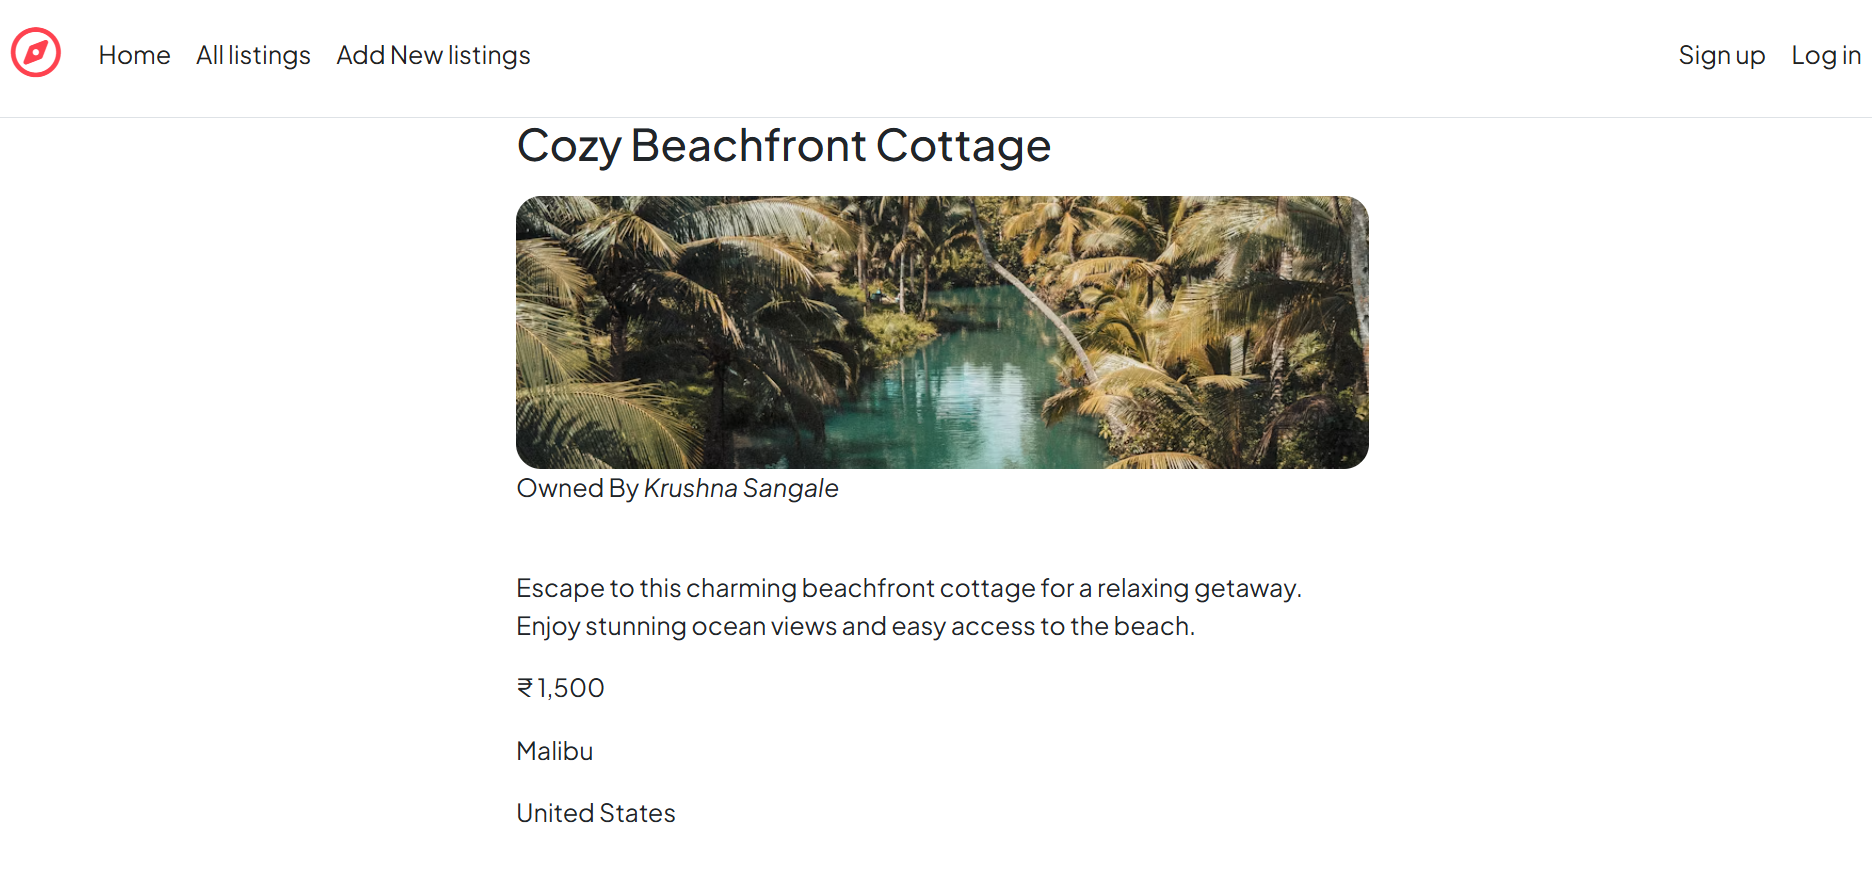 Home All listings Add New listings Sign up Log in
Cozy Beachfront Cottage
Owned By Krushna Sangale
Escape to this charming beachfront cottage for a relaxing getaway.
Enjoy stunning ocean views and easy access to the beach.
₹ 1,500
Malibu
United States